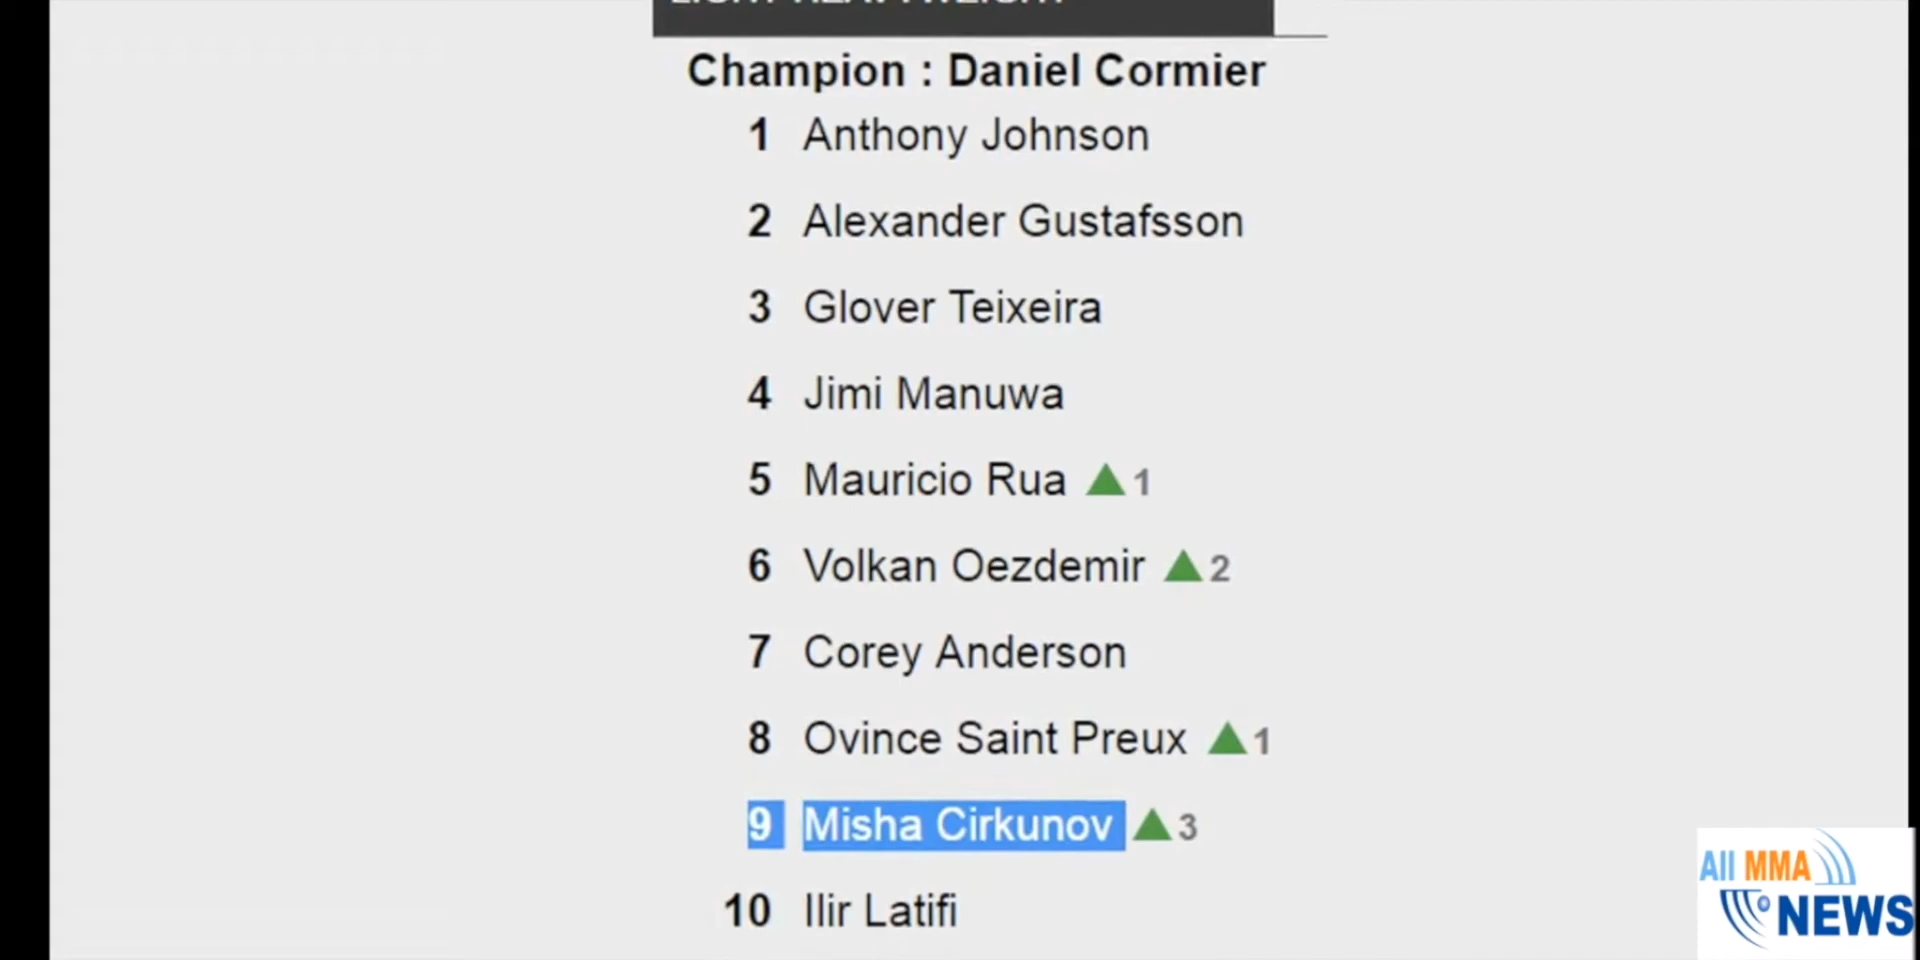 LIGHT HEAVYWEIGHT
Champion : Daniel Cormier
1 Anthony Johnson
2 Alexander Gustafsson
3 Glover Teixeira
4 Jimi Manuwa
5 Mauricio Rua ▲ 1
6 Volkan Oezdemir ▲ 2
7 Corey Anderson
8 Ovince Saint Preux ▲ 1
9 Misha Cirkunov ▲ 3
10 Ilir Latifi
All MMA
NEWS